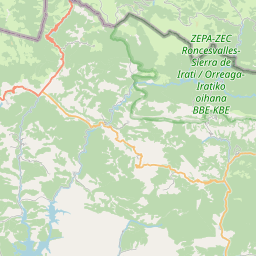 ZEPA-ZEC
Roncesvalles-
Sierra de
Irati / Orreaga-
Iratiko
oihana
BBE-KBE